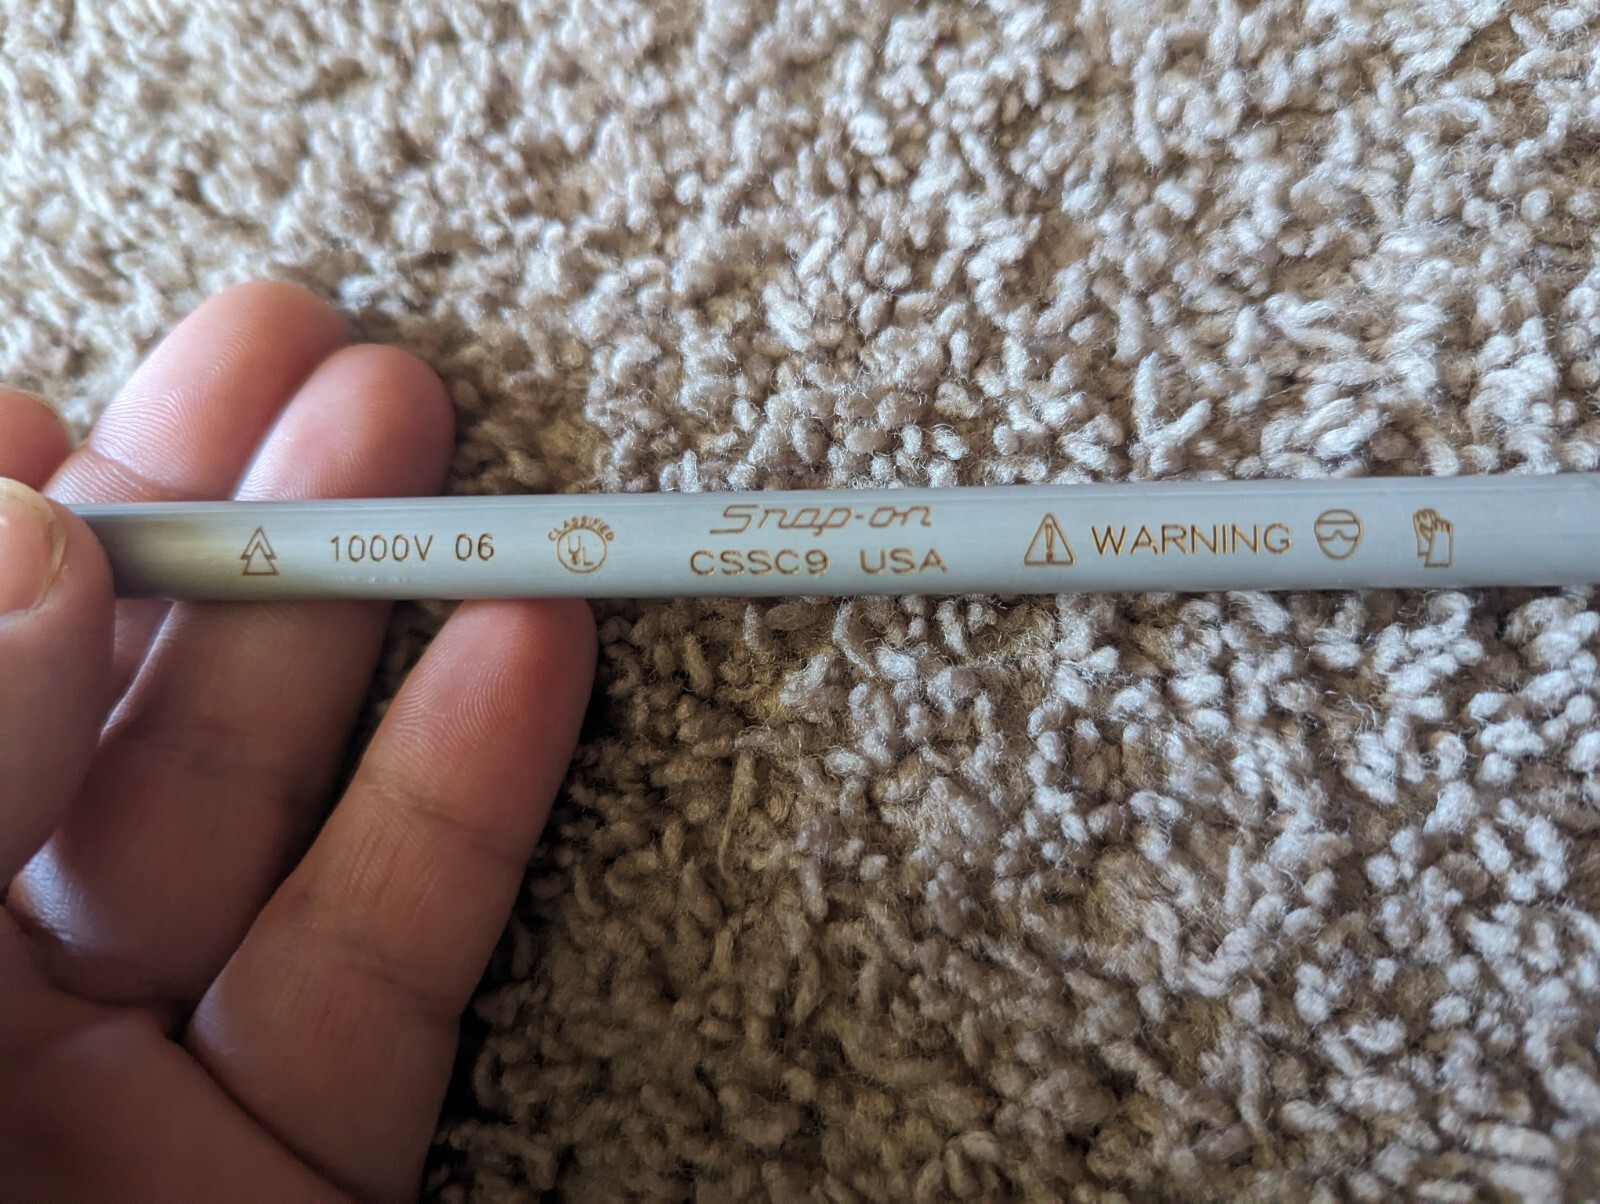 1000V 06
CLASSIFIED
UL
Snap-on
CSSC9 USA
WARNING